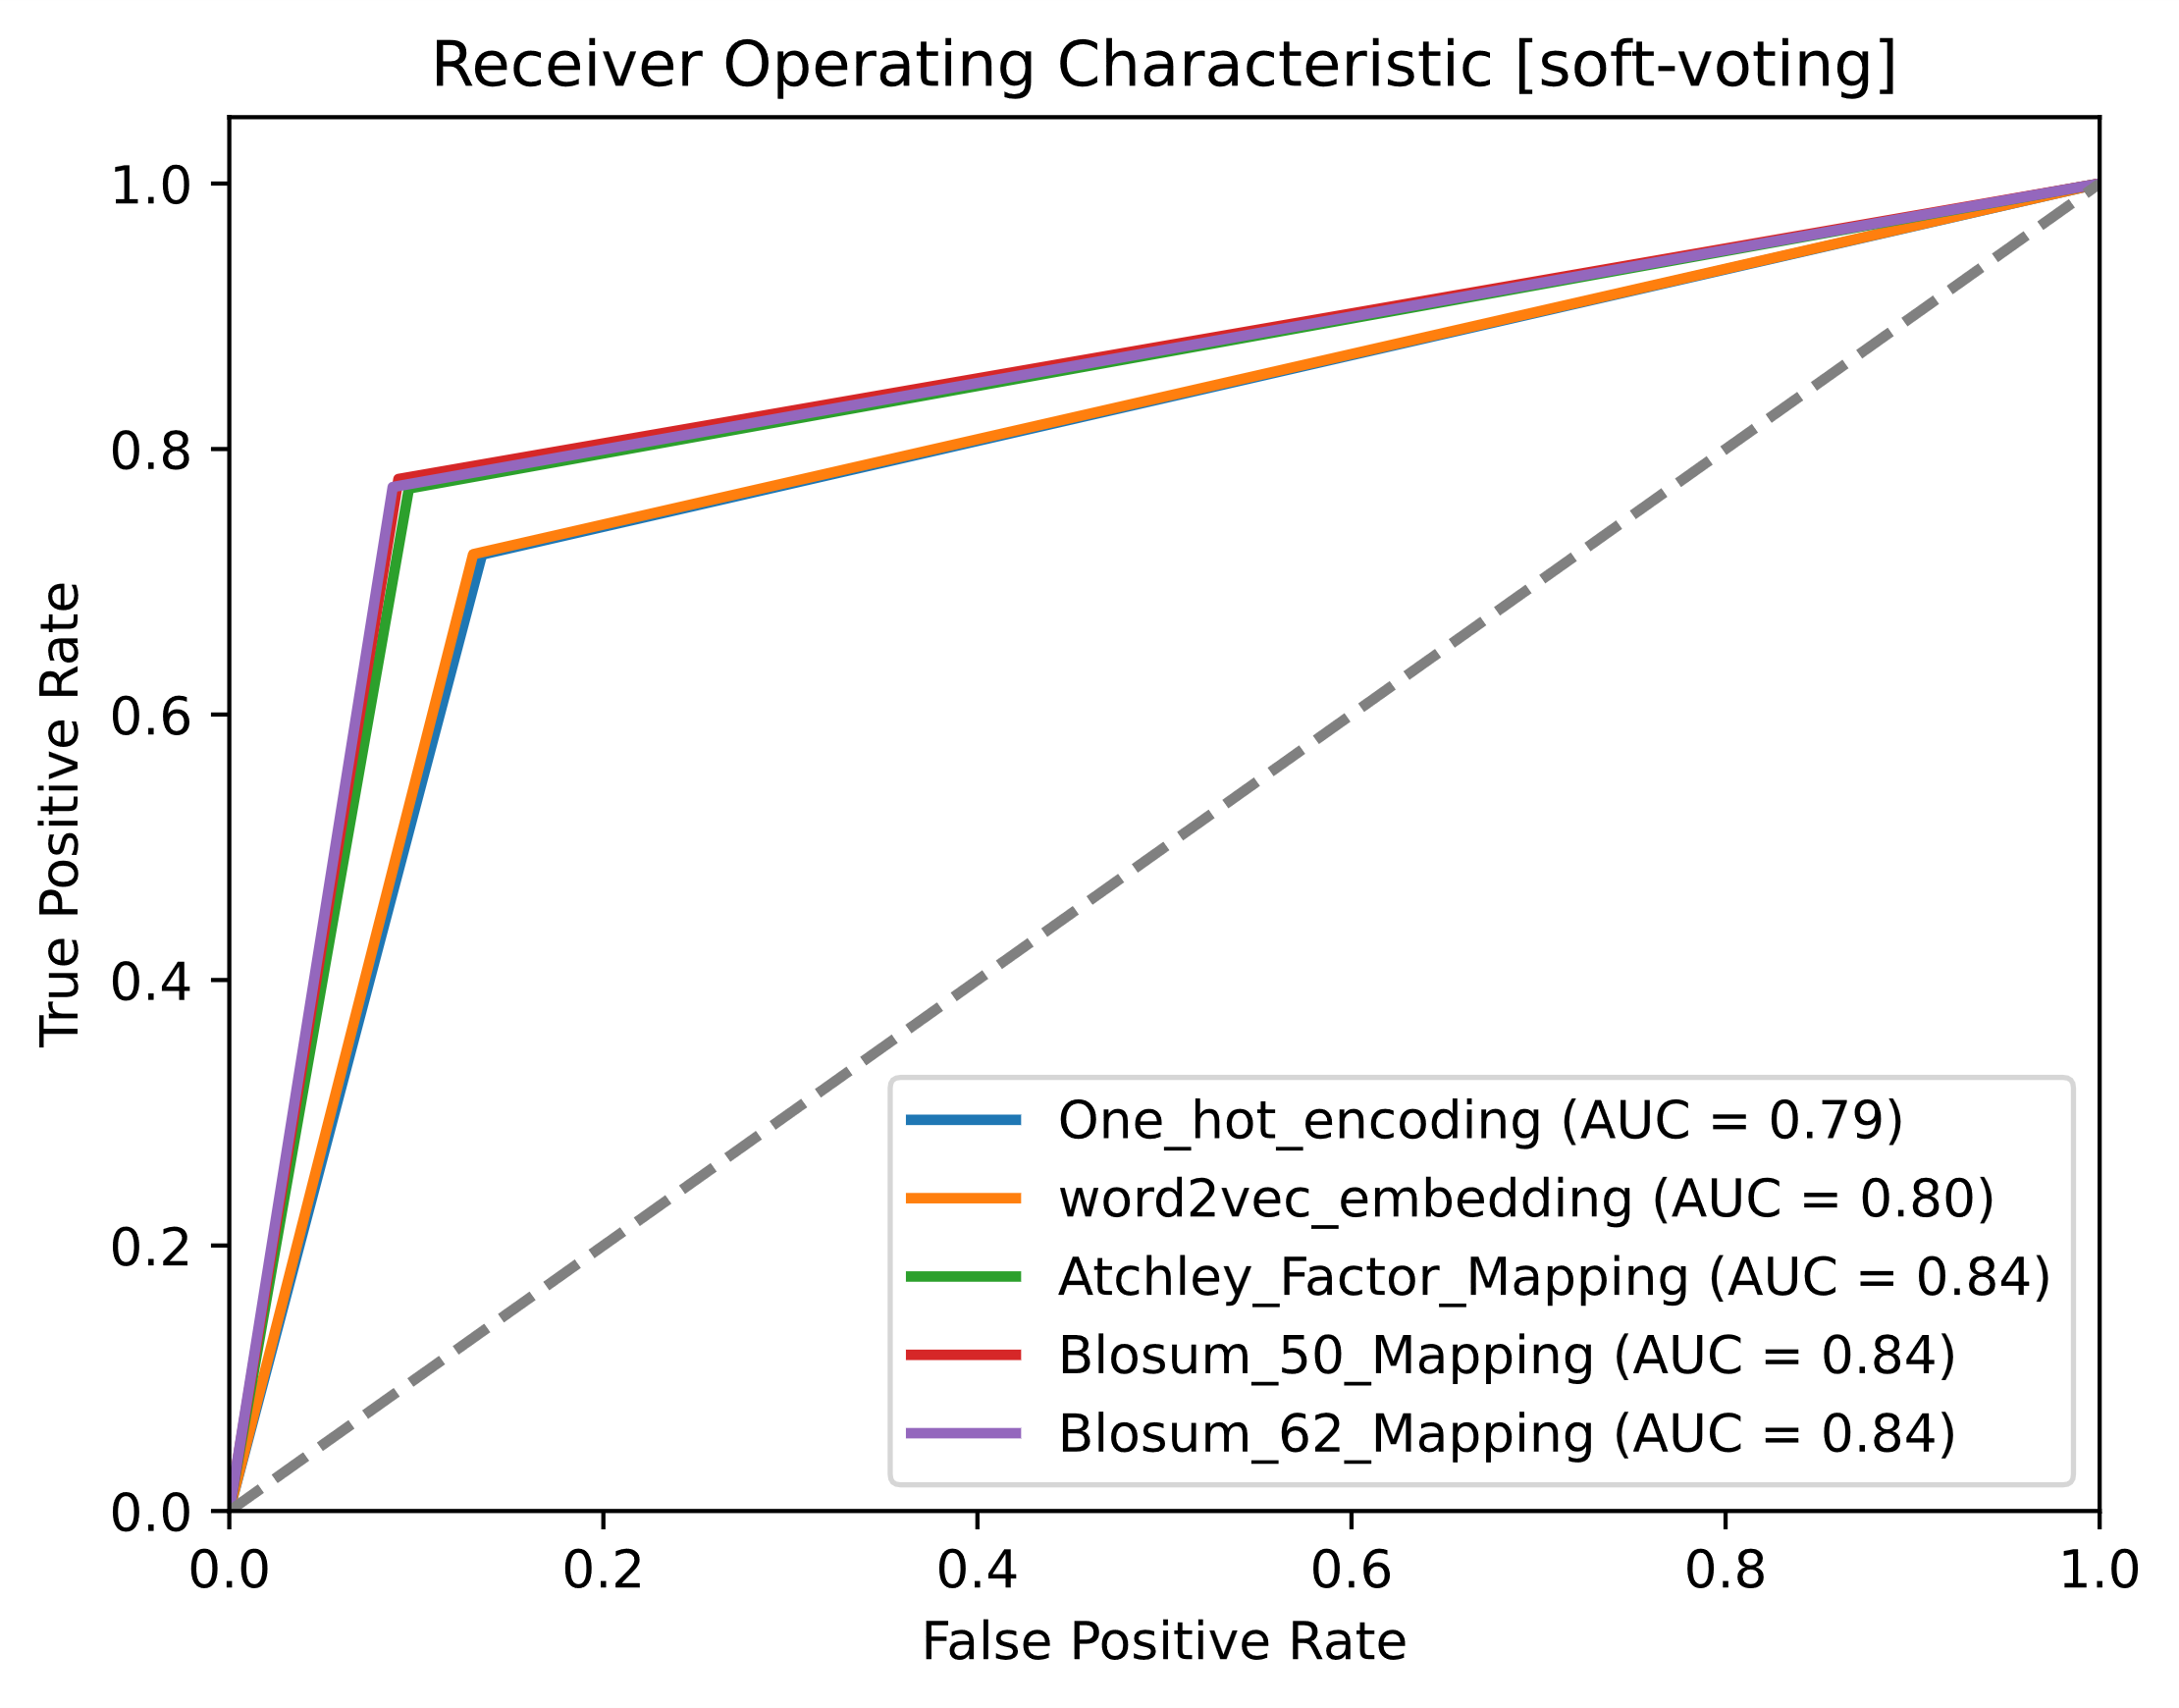 Receiver Operating Characteristic [soft-voting]
True Positive Rate
1.0
0.8
0.6
0.4
0.2
0.0
One_hot_encoding (AUC = 0.79)
word2vec_embedding (AUC = 0.80)
Atchley_Factor_Mapping (AUC = 0.84)
Blosum_50_Mapping (AUC = 0.84)
Blosum_62_Mapping (AUC = 0.84)
0.0 0.2 0.4 0.6 0.8 1.0
False Positive Rate